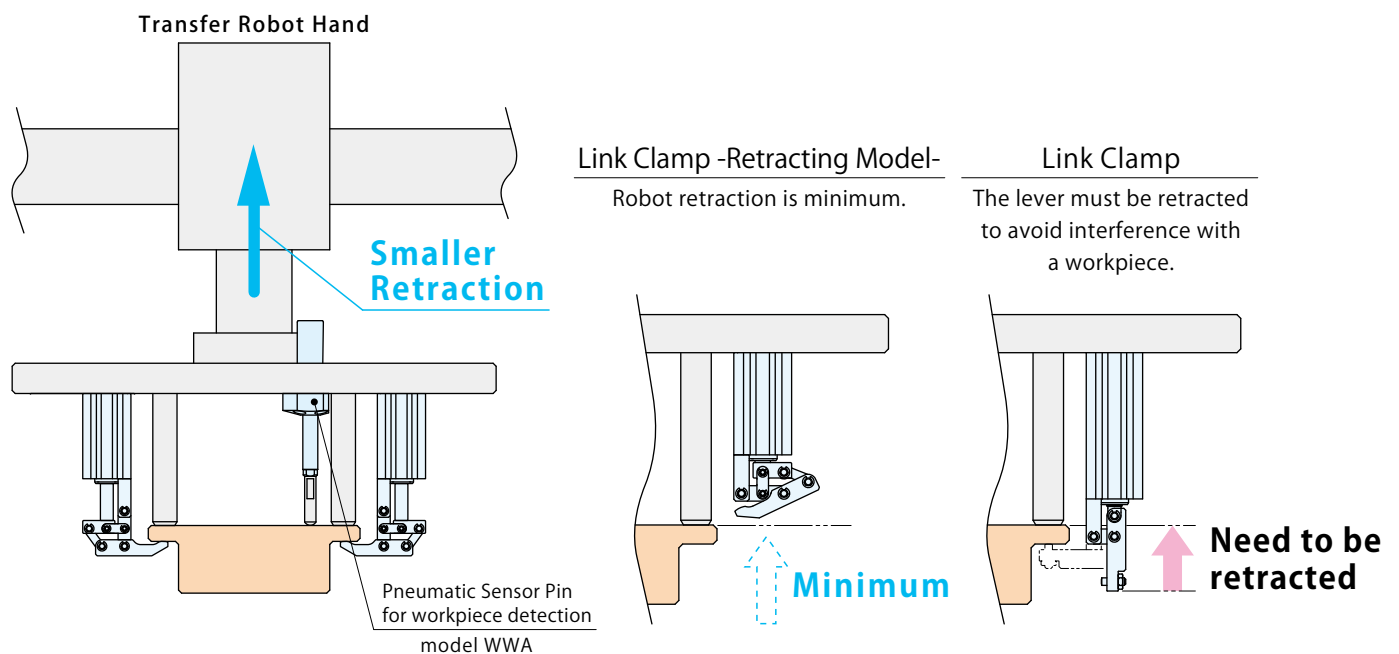 Transfer Robot Hand
Smaller
Retraction
Pneumatic Sensor Pin
for workpiece detection
model WWA
Link Clamp -Retracting Model-
Robot retraction is minimum.
Minimum
Link Clamp
The lever must be retracted
to avoid interference with
a workpiece.
Need to be
retracted